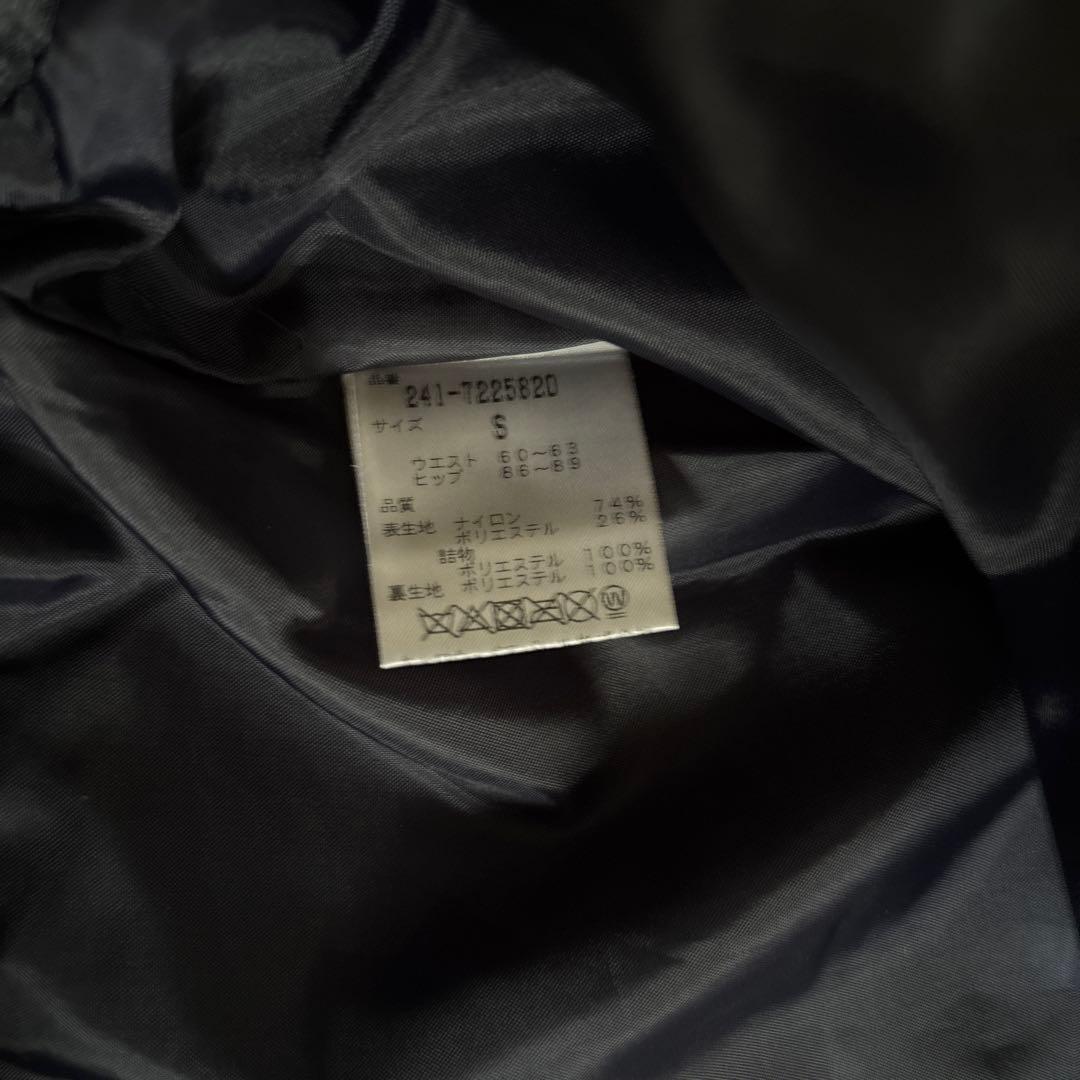 品番
241-7225820
サイズ S
ウエスト 60～63
ヒップ 86～89
品質
表生地 ナイロン 74%
ポリエステル 26%
詰物
ポリエステル 100%
裏生地 ポリエステル 100%
W